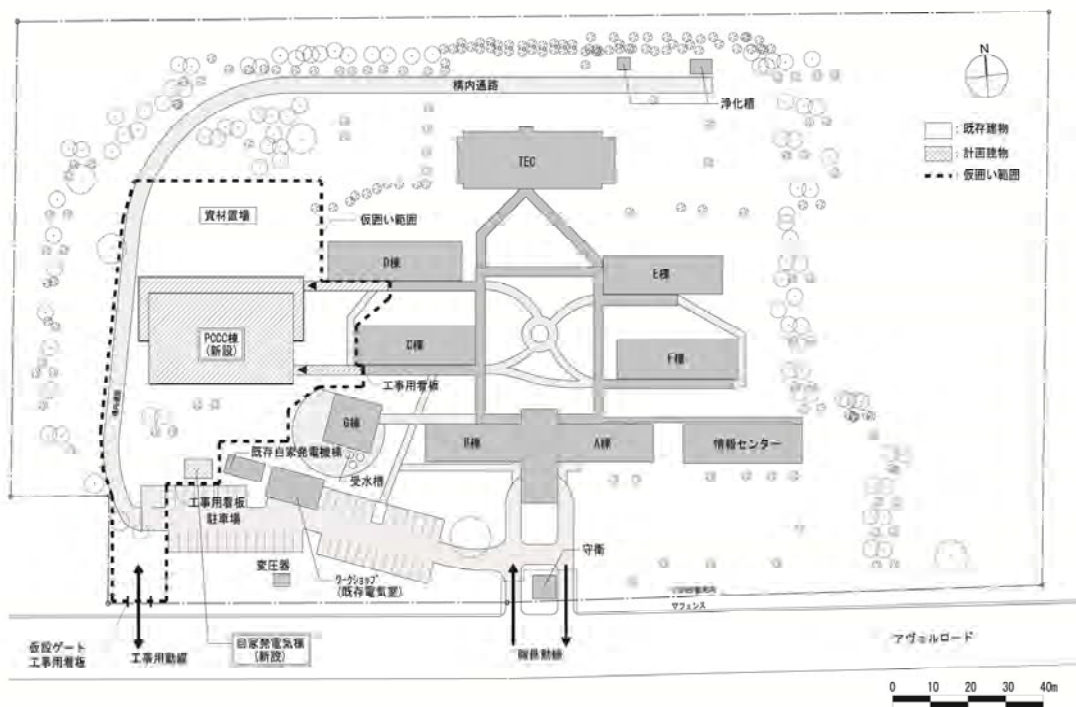 N
構内通路
浄化槽
: 既存建物
: 計画建物
: 仮囲い範囲
TEC
資材置場
仮囲い範囲
D棟
E棟
PCCC棟
(新設)
C棟
F棟
工事用看板
構内通路
G棟
B棟
A棟
情報センター
既存自家発電機棟
受水槽
工事用看板
駐車場
守衛
変圧器
ワークショップ
(既存電気室)
マフェンス
アヴェルロード
仮設ゲート
工事用看板
工事用動線
自家発電気棟
(新設)
0 10 20 30 40m